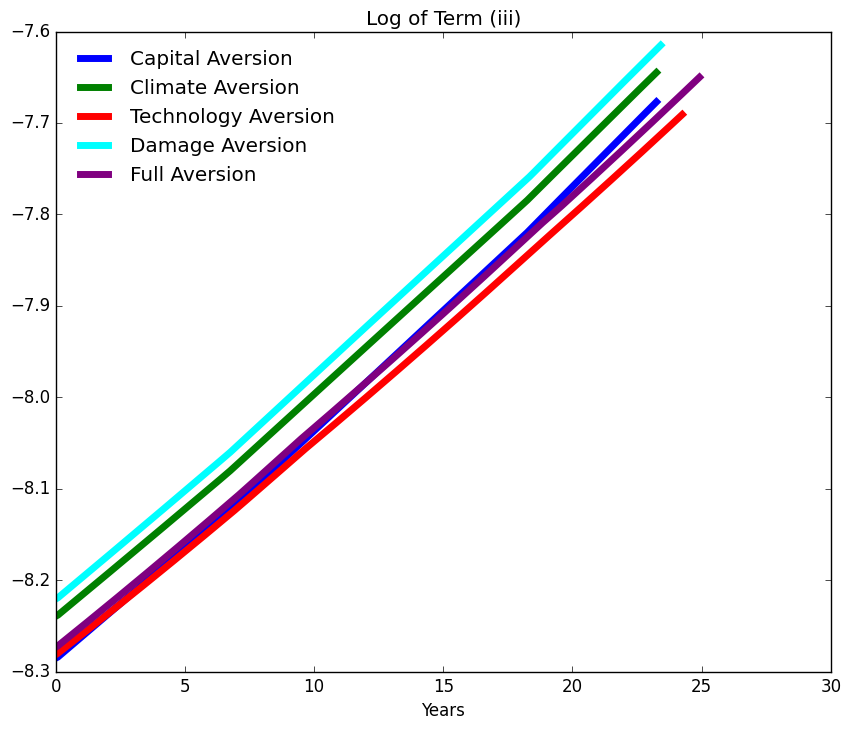 Log of Term (iii)
−7.6
−7.7
−7.8
−7.9
−8.0
−8.1
−8.2
−8.3
Capital Aversion
Climate Aversion
Technology Aversion
Damage Aversion
Full Aversion
0 5 10 15 20 25 30
Years